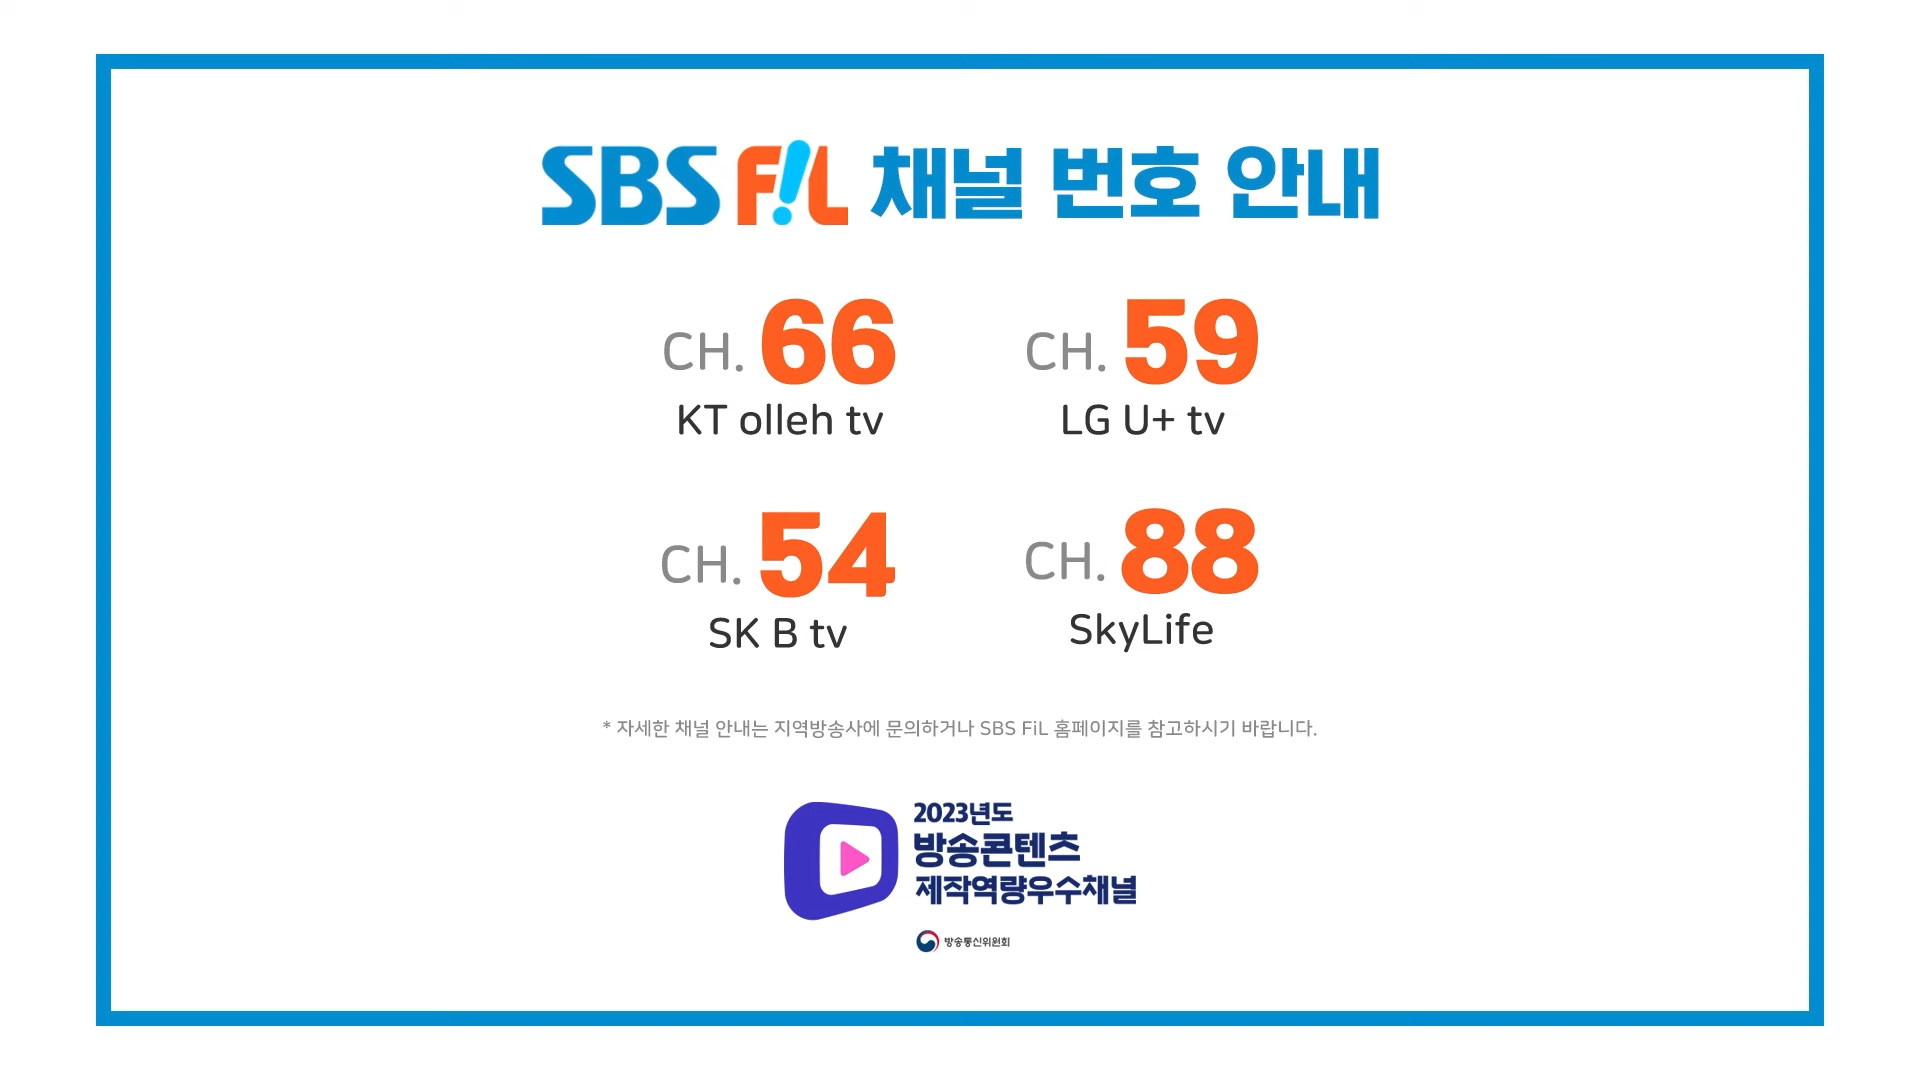 SBS F!L 채널 번호 안내
CH. 66
KT olleh tv
CH. 59
LG U+ tv
CH. 54
SK B tv
CH. 88
SkyLife
* 자세한 채널 안내는 지역방송사에 문의하거나 SBS FiL 홈페이지를 참고하시기 바랍니다.
2023년도
방송콘텐츠
제작역량우수채널
방송통신위원회